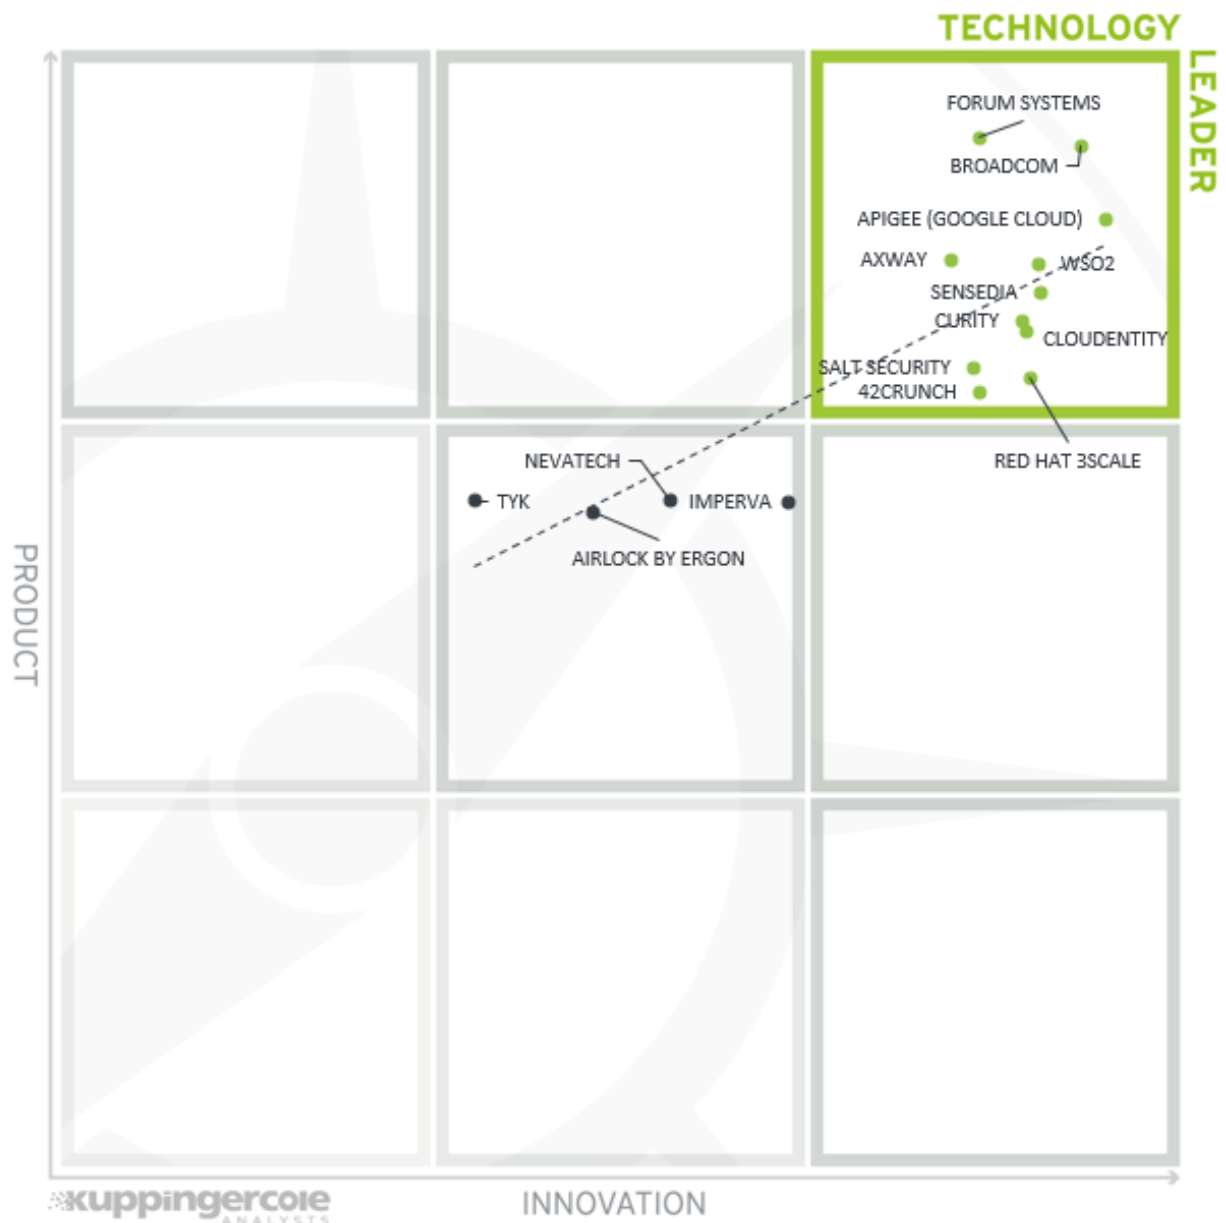 TECHNOLOGY
LEADER
FORUM SYSTEMS
BROADCOM
APIGEE (GOOGLE CLOUD)
AXWAY
WSO2
SENSEDIA
CURITY
CLOUDENTITY
SALT SECURITY
42CRUNCH
RED HAT 3SCALE
NEVATECH
TYK
IMPERVA
AIRLOCK BY ERGON
PRODUCT
INNOVATION
kuppingercole
ANALYSTS